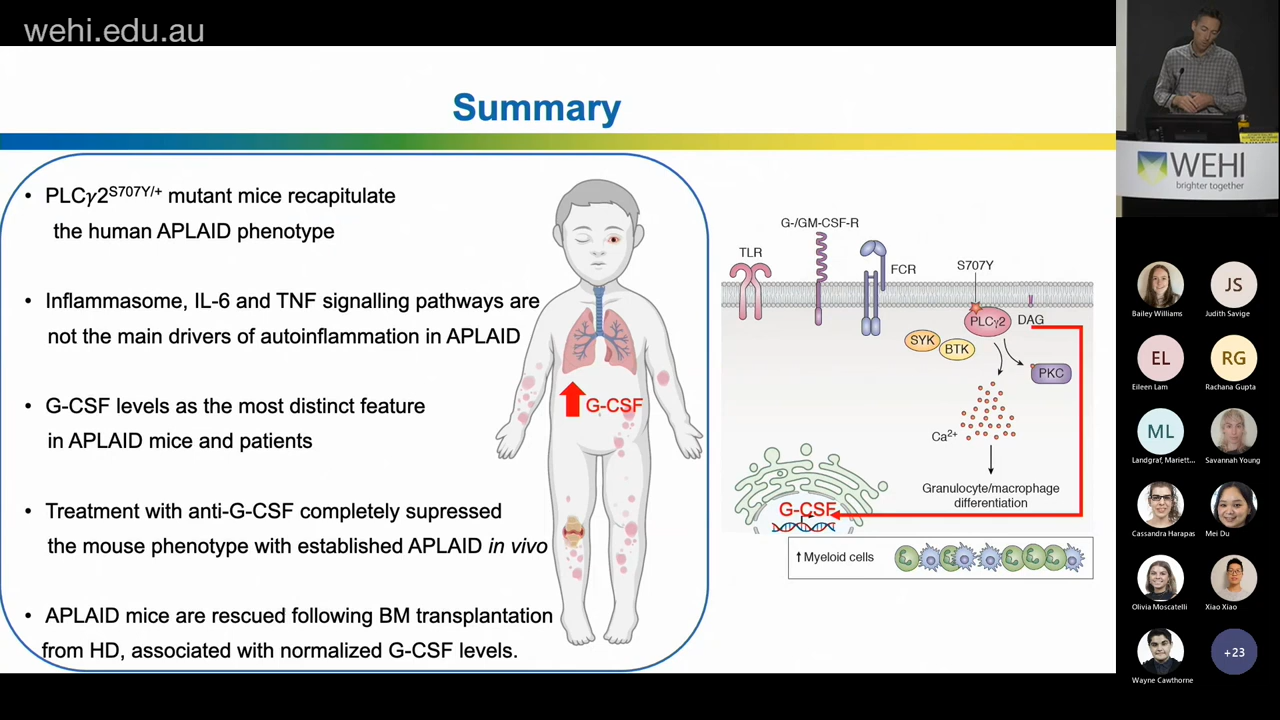 wehi.edu.au
Summary
• PLCγ2S707Y/+ mutant mice recapitulate
the human APLAID phenotype
• Inflammasome, IL-6 and TNF signalling pathways are
not the main drivers of autoinflammation in APLAID
• G-CSF levels as the most distinct feature
in APLAID mice and patients
• Treatment with anti-G-CSF completely supressed
the mouse phenotype with established APLAID in vivo
• APLAID mice are rescued following BM transplantation
from HD, associated with normalized G-CSF levels.
G-CSF
G-/GM-CSF-R
TLR
FCR
S707Y
PLCγ2
DAG
SYK
BTK
PKC
Ca2+
Granulocyte/macrophage
differentiation
G-CSF
↑ Myeloid cells
WEHI
brighter together
Bailey Williams
JS
Judith Savige
EL
Eileen Lam
RG
Rachana Gupta
ML
Landgraf, Mariett...
Savannah Young
Cassandra Harapas
Mei Du
Olivia Moscatelli
Xiao Xiao
Wayne Cawthorne
+23